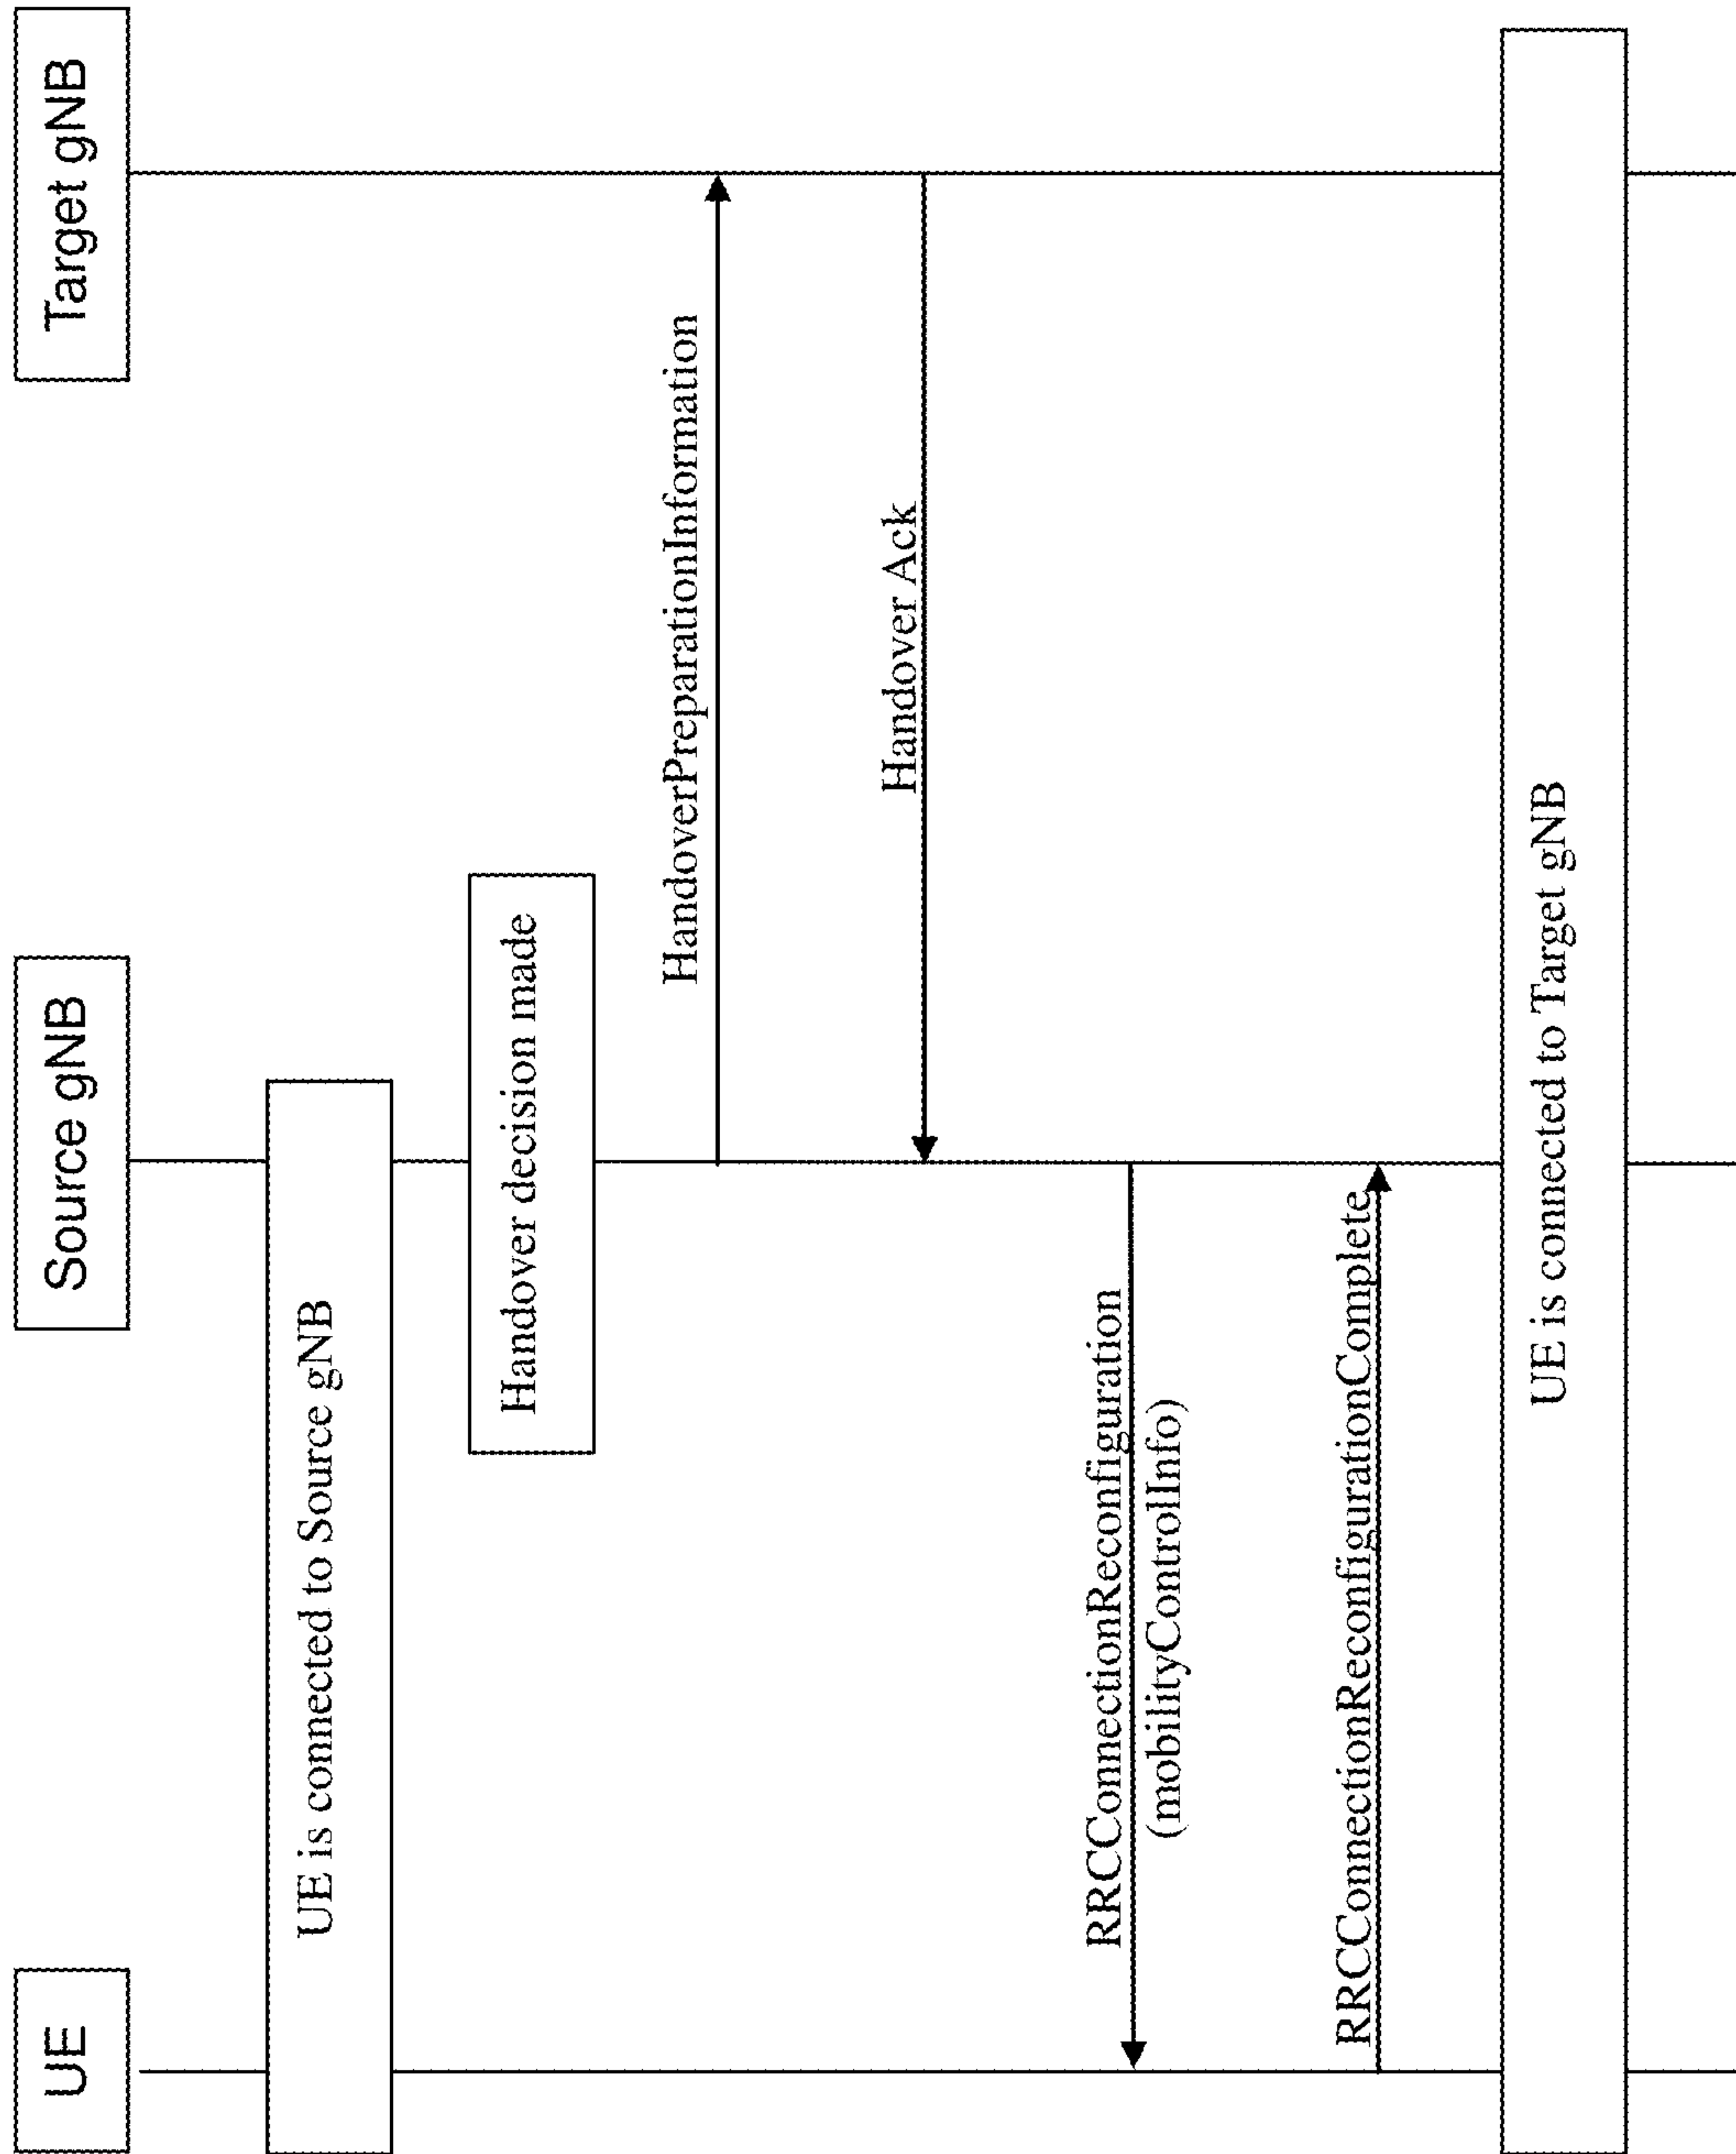 UE
Source gNB
Target gNB
UE is connected to Source gNB
Handover decision made
HandoverPreparationInformation
Handover Ack
RRCConnectionReconfiguration
(mobilityControlInfo)
RRCConnectionReconfigurationComplete
UE is connected to Target gNB